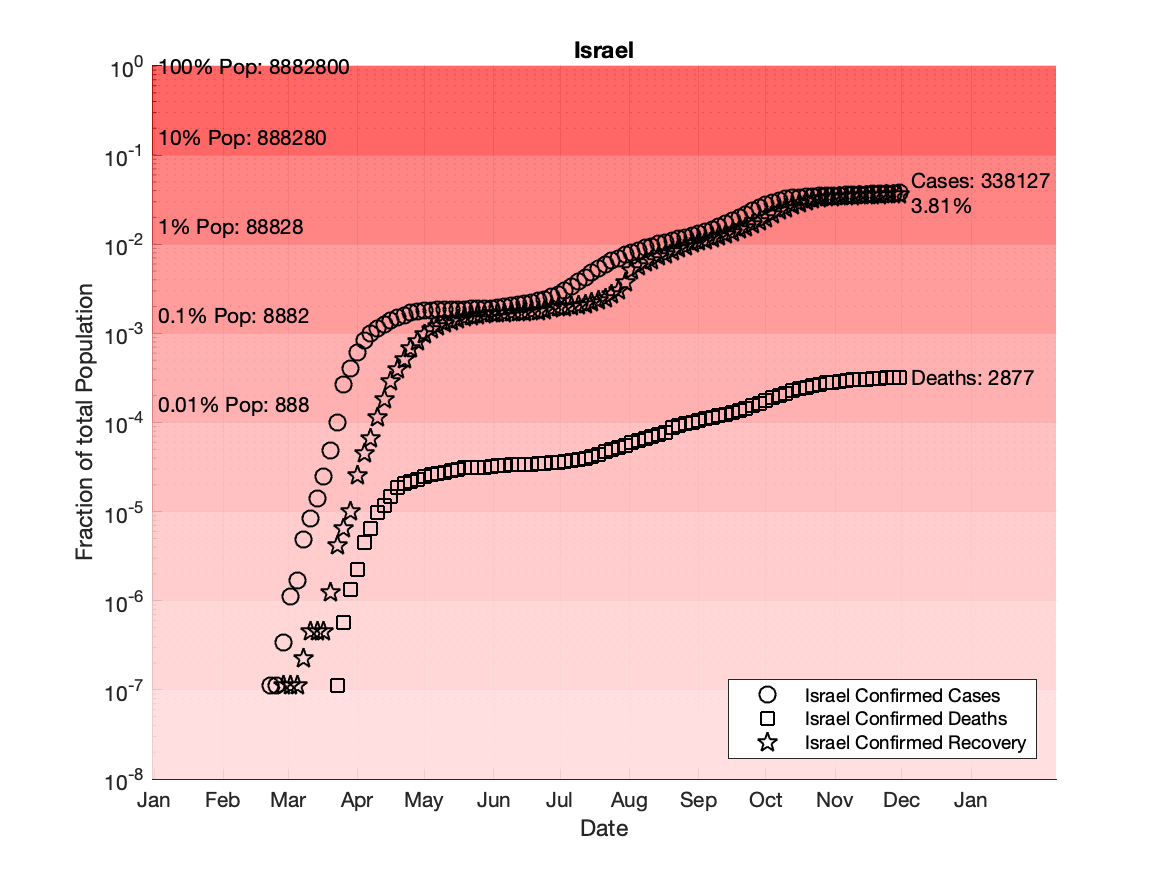 Israel
10^0
100% Pop: 8882800
10% Pop: 888280
10^-1
Cases: 338127
3.81%
1% Pop: 88828
10^-2
0.1% Pop: 8882
10^-3
Deaths: 2877
0.01% Pop: 888
10^-4
10^-5
10^-6
10^-7
10^-8
Fraction of total Population
Israel Confirmed Cases
Israel Confirmed Deaths
Israel Confirmed Recovery
Jan Feb Mar Apr May Jun Jul Aug Sep Oct Nov Dec Jan
Date